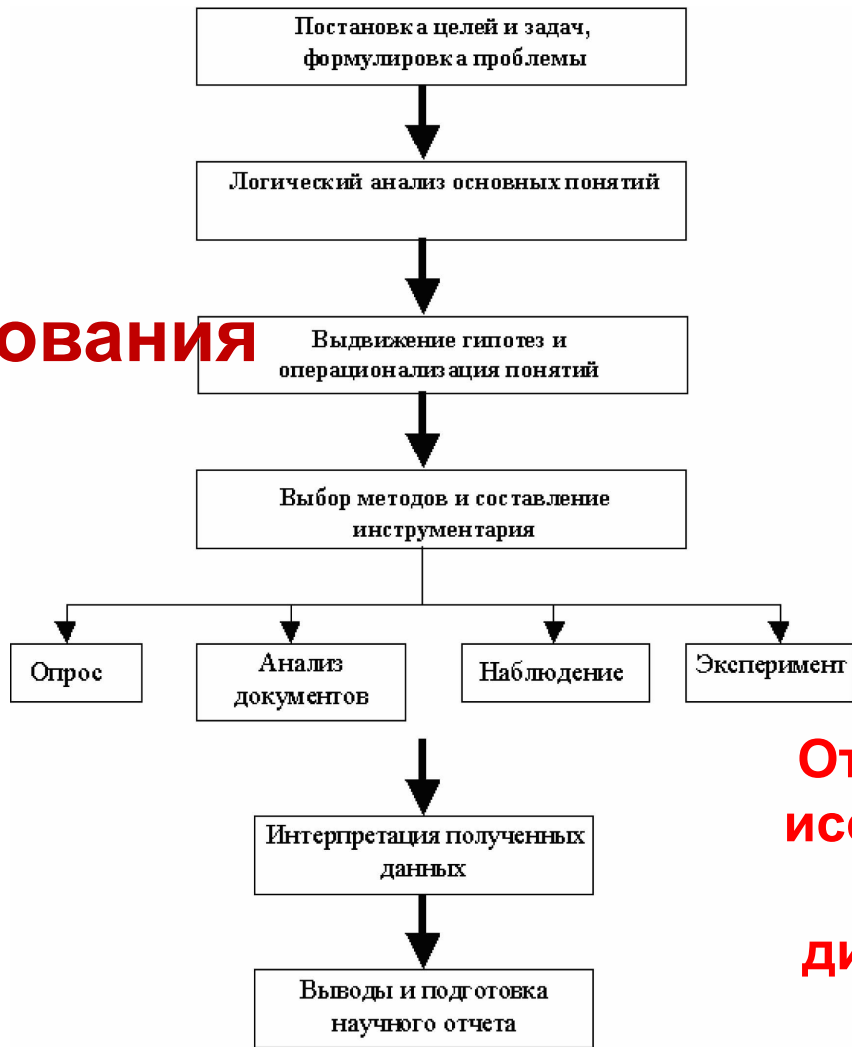 Постановка целей и задач,
формулировка проблемы
Логический анализ основных понятий
ования
Выдвижение гипотез и
операционализация понятий
Выбор методов и составление
инструментария
Опрос
Анализ
документов
Наблюдение
Эксперимент
От
исс
ди
Интерпретация полученных
данных
Выводы и подготовка
научного отчета